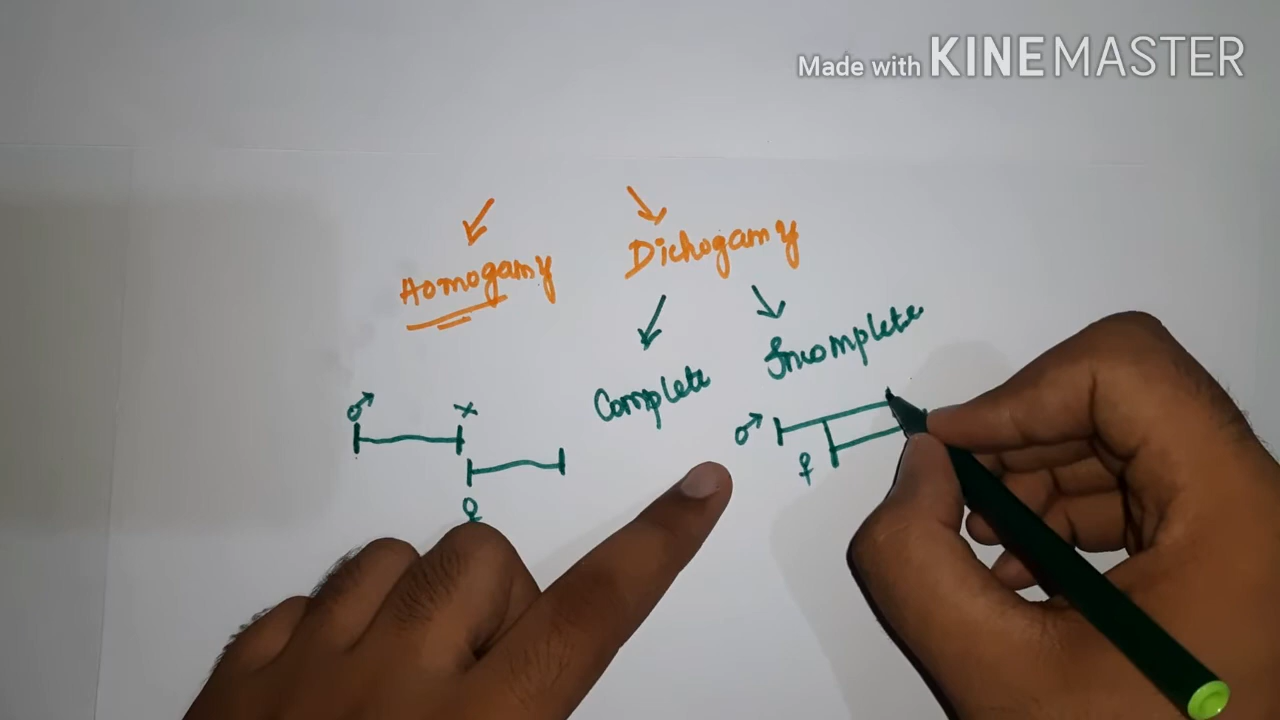 Made with KINEMASTER
Homogamy Dichogamy
Complete Incomplete
♂ × ♂
♀ ♀